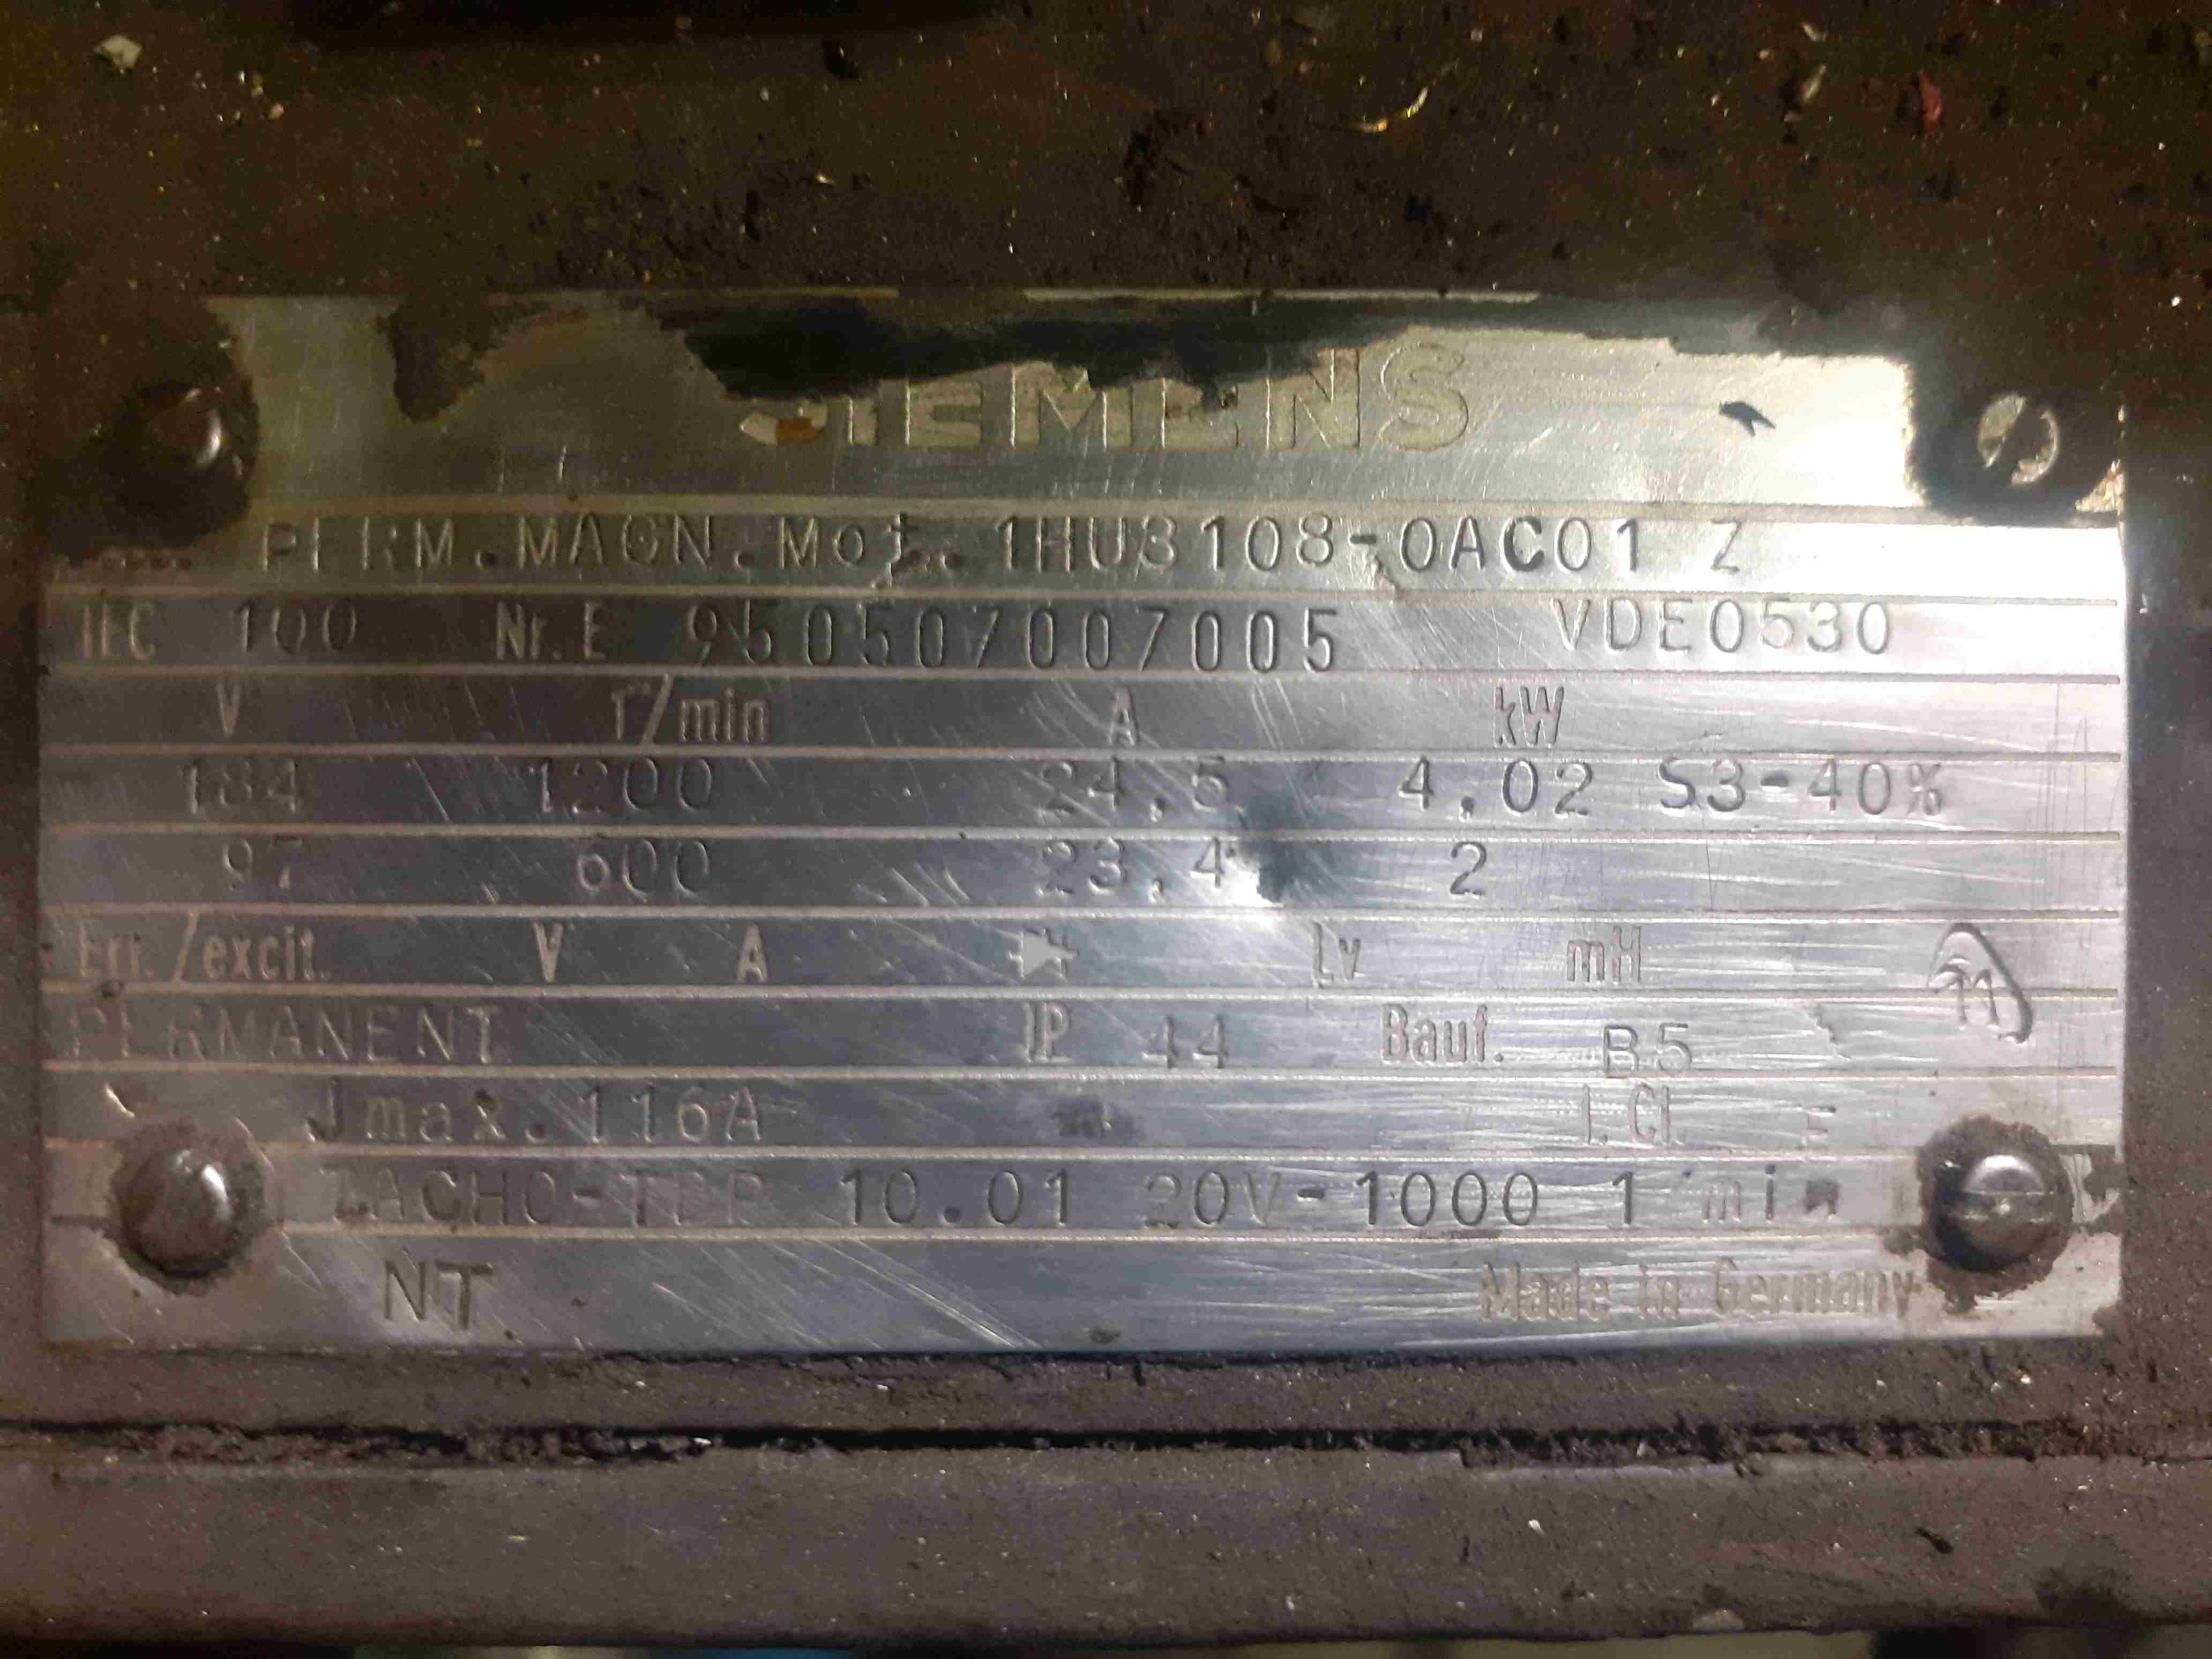 SIEMENS
PERM.MAGN.Mot. 1HU3108-0AC01 Z
IEC 100 Nr. E 950507007005 VDE0530
V r/min A kW
184 1200 24,5 4,02 S3-40%
97 600 23,4 2
Err./excit. V A Lv mH
PERMANENT IP 44 Bauf. B5
Jmax. 116A I.Cl. F
10.01 20V-1000 1 min
NT
Made in Germany